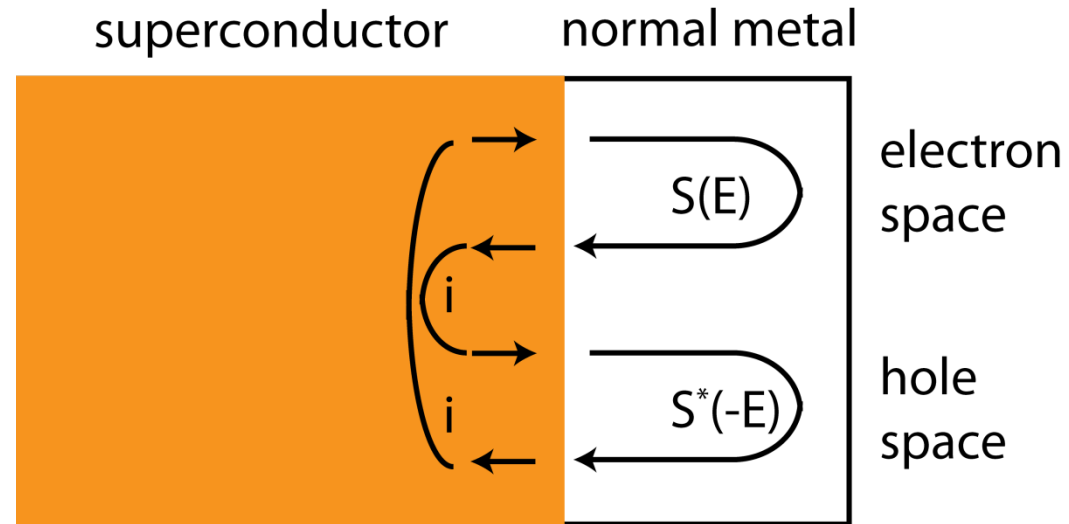 superconductor
normal metal
electron
space
S(E)
i
i
S*(-E)
hole
space